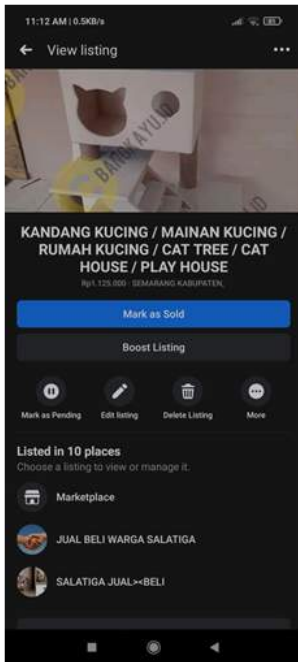 11:12 AM | 0.5KB/s
View listing
BANGKAYU.ID
KANDANG KUCING / MAINAN KUCING /
RUMAH KUCING / CAT TREE / CAT
HOUSE / PLAY HOUSE
Rp1.125.000 · SEMARANG KABUPATEN,
Mark as Sold
Boost Listing
Mark as Pending
Edit listing
Delete Listing
More
Listed in 10 places
Choose a listing to view or manage it.
Marketplace
JUAL BELI WARGA SALATIGA
SALATIGA JUAL><BELI